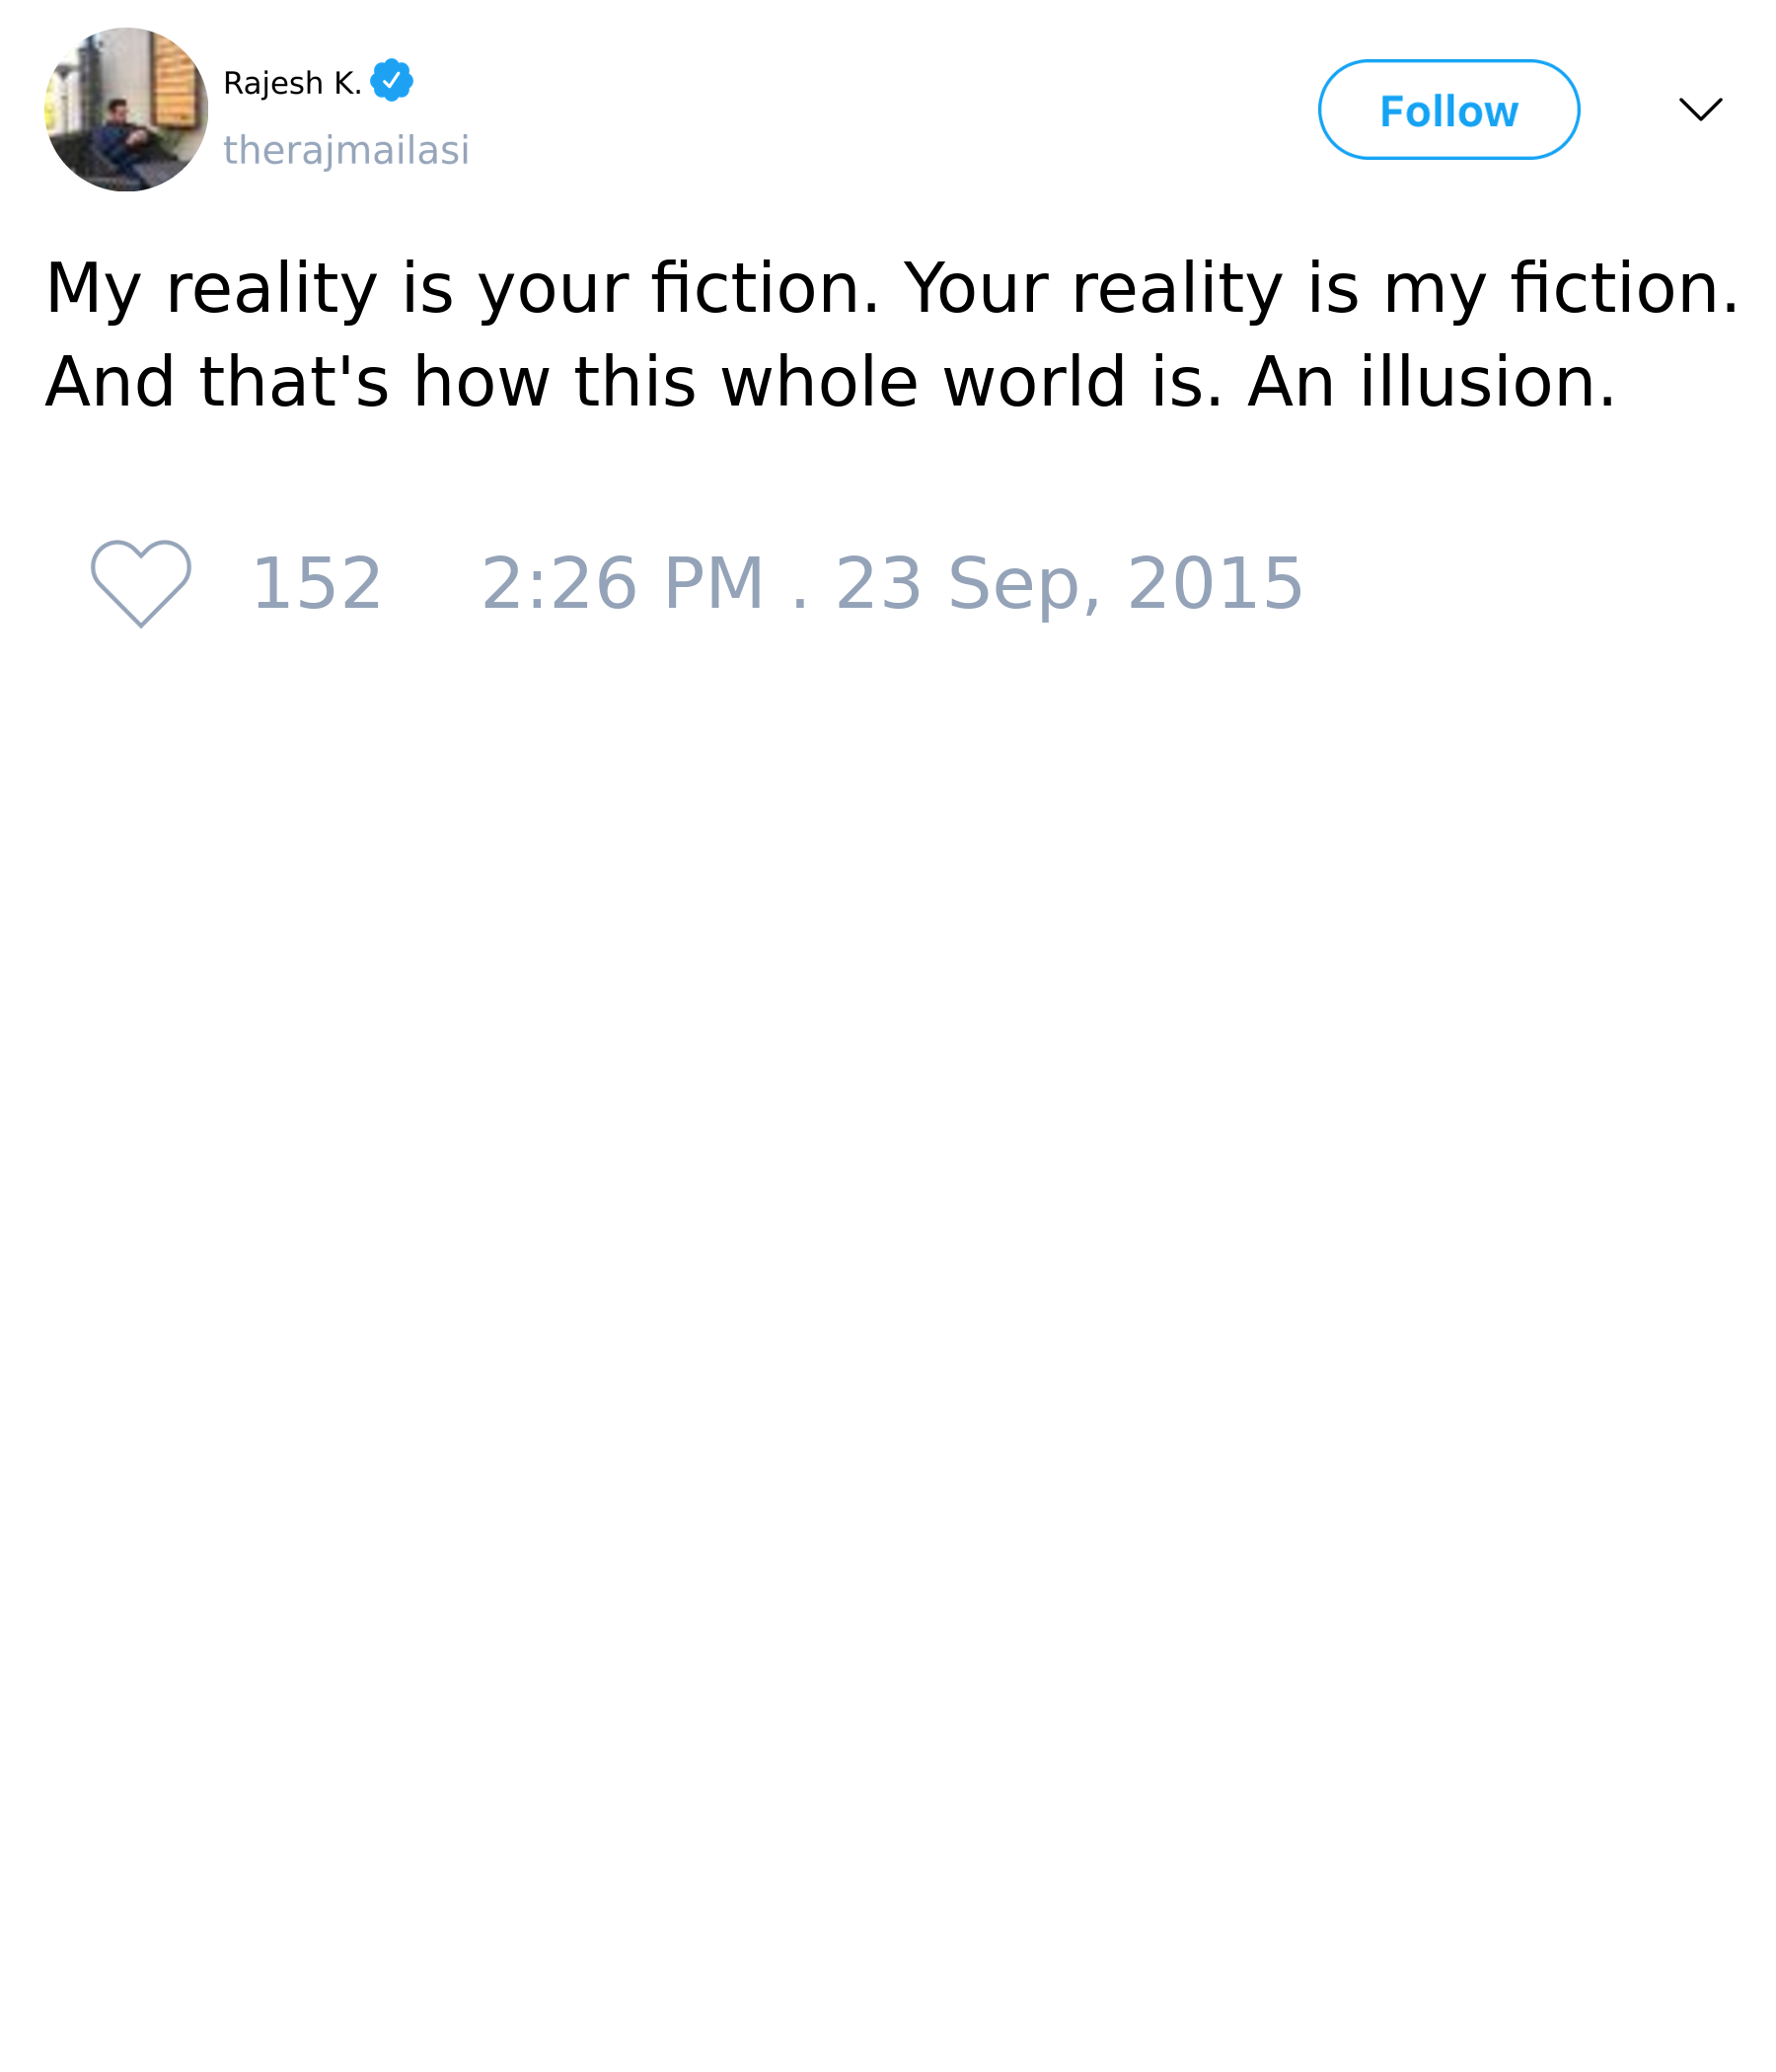 Rajesh K.
therajmailasi
Follow
My reality is your fiction. Your reality is my fiction.
And that's how this whole world is. An illusion.
152 2:26 PM . 23 Sep, 2015